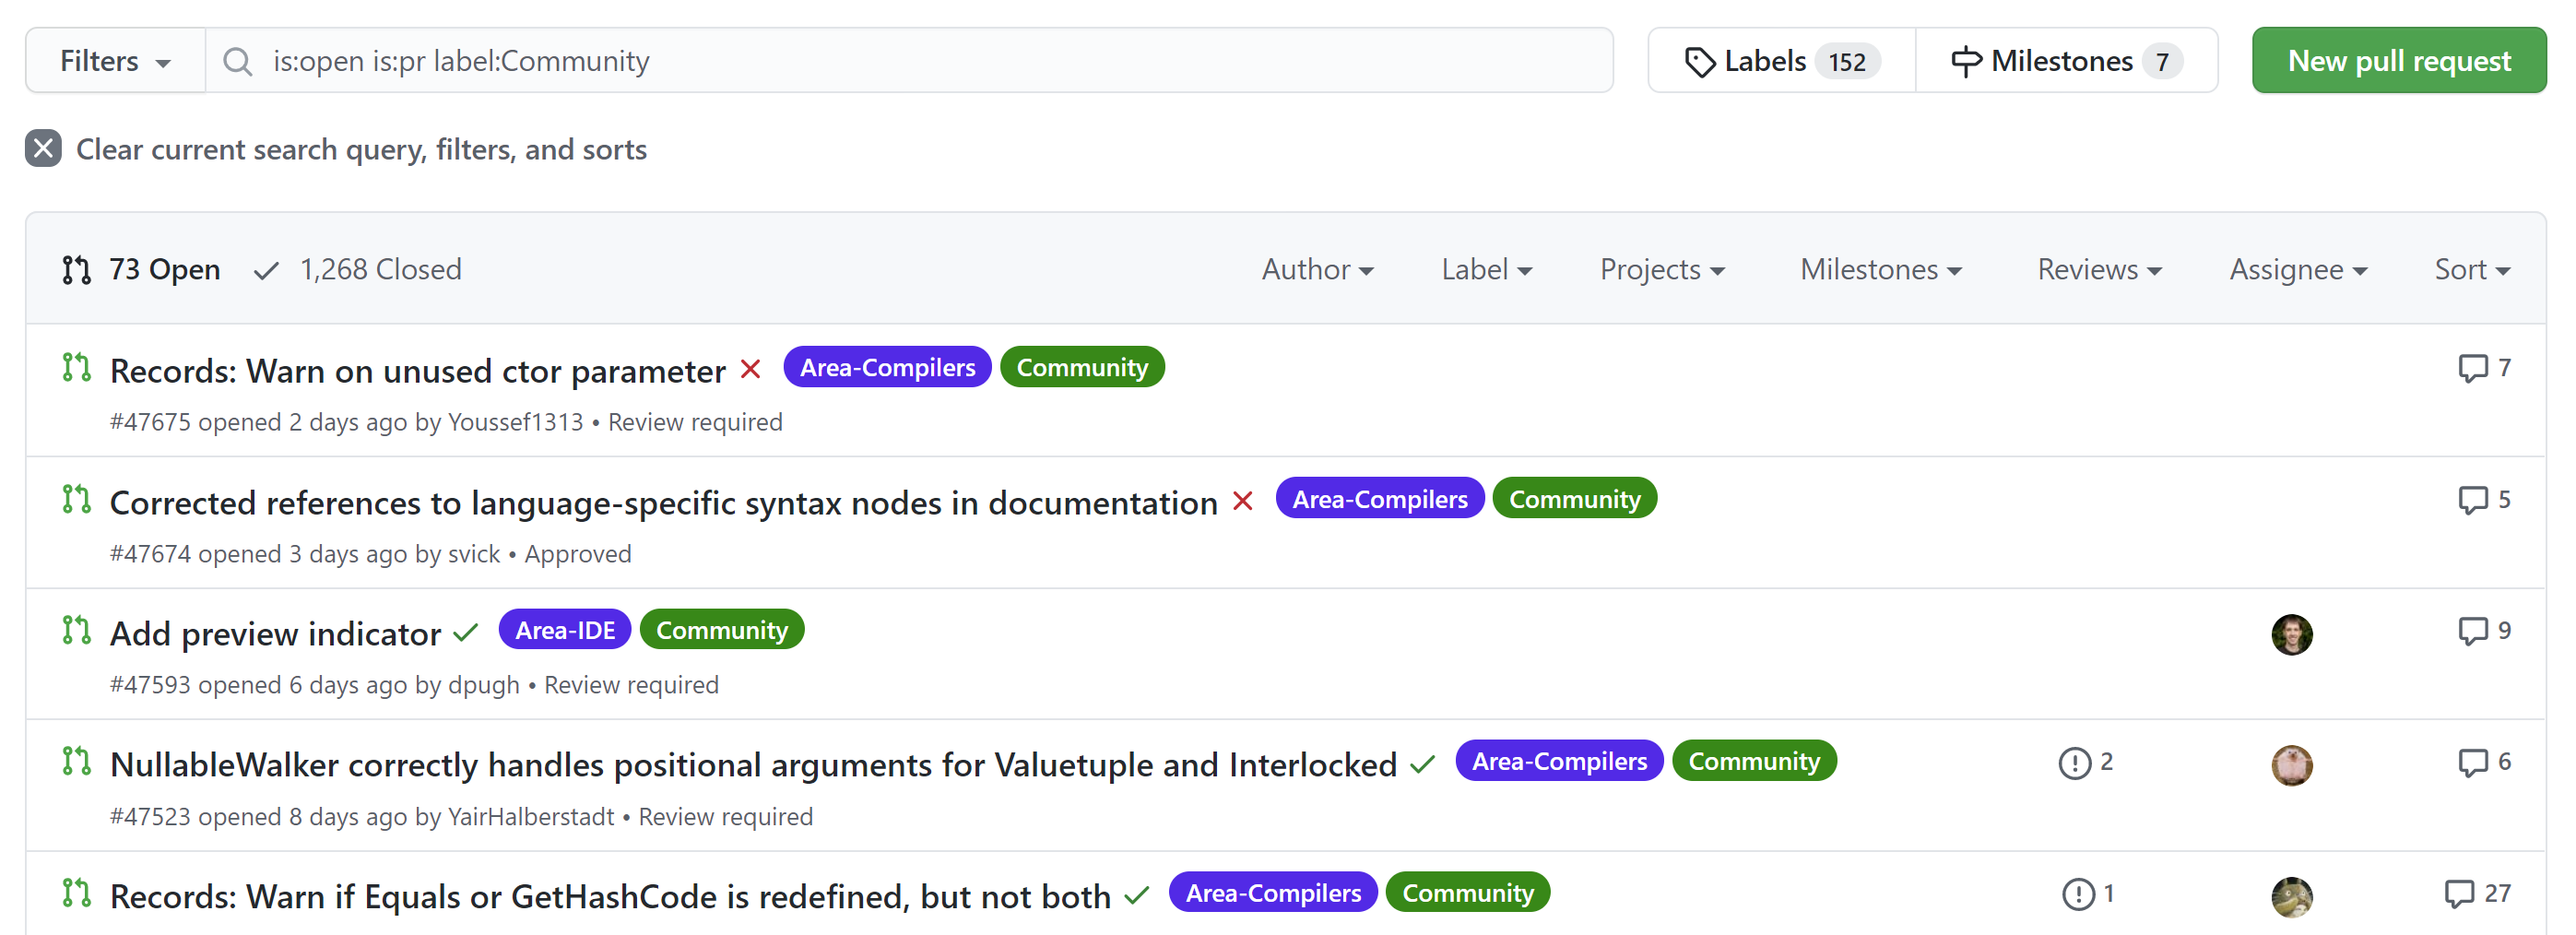 Filters is:open is:pr label:Community Labels 152 Milestones 7 New pull request
Clear current search query, filters, and sorts
73 Open 1,268 Closed Author Label Projects Milestones Reviews Assignee Sort
Records: Warn on unused ctor parameter Area-Compilers Community 7
#47675 opened 2 days ago by Youssef1313 • Review required
Corrected references to language-specific syntax nodes in documentation Area-Compilers Community 5
#47674 opened 3 days ago by svick • Approved
Add preview indicator Area-IDE Community 9
#47593 opened 6 days ago by dpugh • Review required
NullableWalker correctly handles positional arguments for Valuetuple and Interlocked Area-Compilers Community 2 6
#47523 opened 8 days ago by YairHalberstadt • Review required
Records: Warn if Equals or GetHashCode is redefined, but not both Area-Compilers Community 1 27